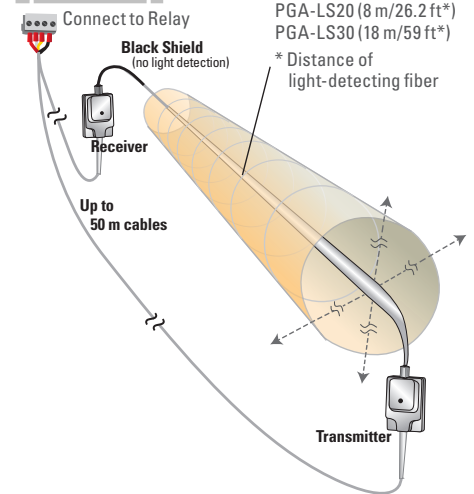 Connect to Relay
PGA-LS20 (8 m/26.2 ft*)
PGA-LS30 (18 m/59 ft*)
* Distance of
light-detecting fiber
Black Shield
(no light detection)
Receiver
Up to
50 m cables
Transmitter